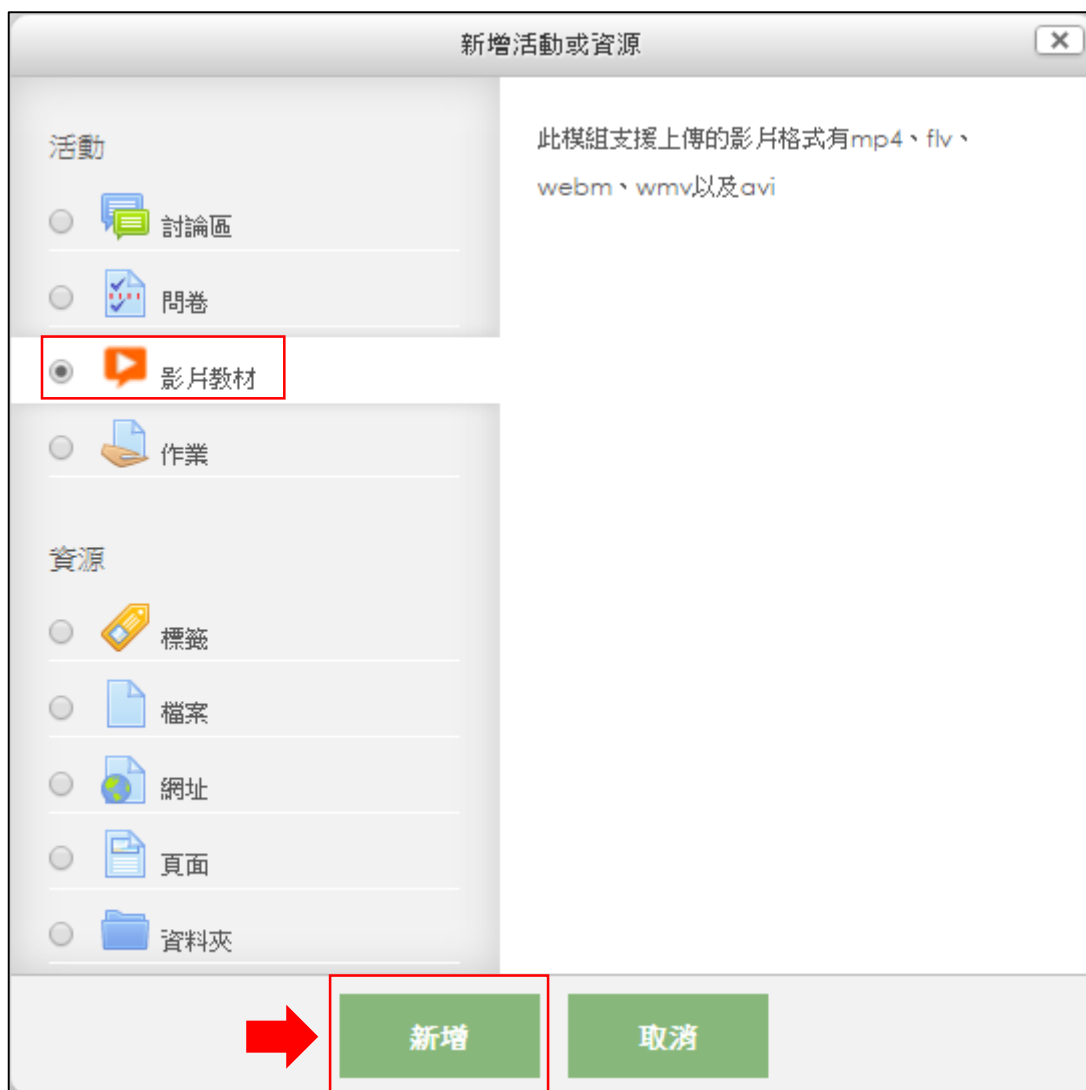 新增活動或資源
活動
討論區
問卷
影片教材
作業
資源
標籤
檔案
網址
頁面
資料夾
此模組支援上傳的影片格式有mp4、flv、
webm、wmv以及avi
新增
取消